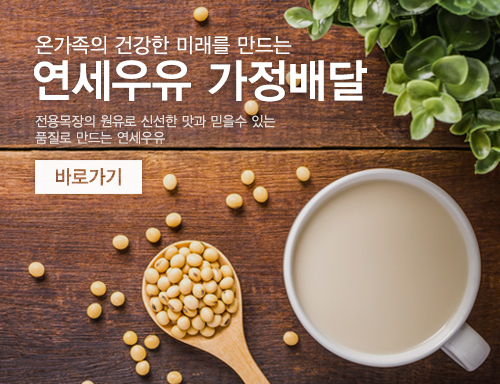 온가족의 건강한 미래를 만드는
연세우유 가정배달
전용목장의 원유로 신선한 맛과 믿을수 있는
품질로 만드는 연세우유
바로가기